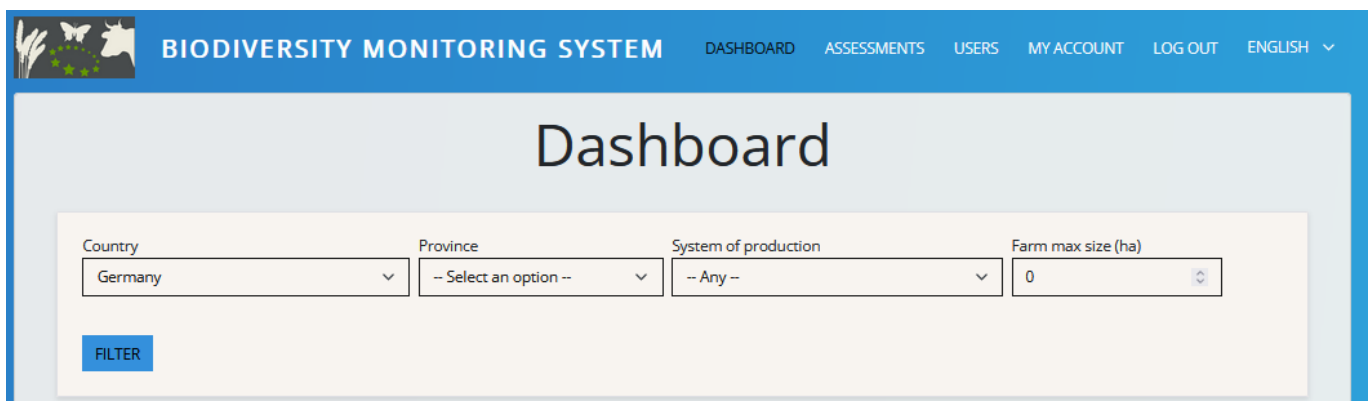 BIODIVERSITY MONITORING SYSTEM DASHBOARD ASSESSMENTS USERS MY ACCOUNT LOG OUT ENGLISH
Dashboard
Country Province System of production Farm max size (ha)
Germany -- Select an option -- -- Any -- 0
FILTER